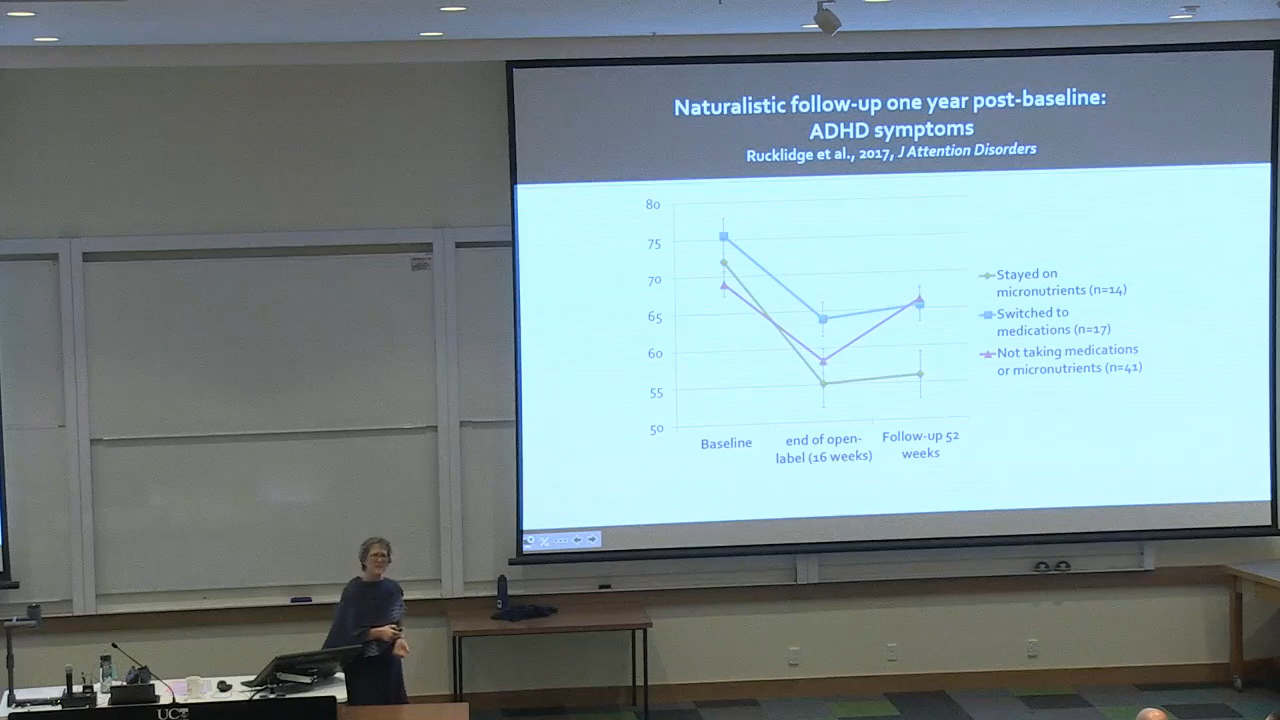 Naturalistic follow-up one year post-baseline:
ADHD symptoms
Rucklidge et al., 2017, J Attention Disorders
80
75
70
65
60
55
50
Baseline
end of open-
label (16 weeks)
Follow-up 52
weeks
Stayed on
micronutrients (n=14)
Switched to
medications (n=17)
Not taking medications
or micronutrients (n=41)
UC